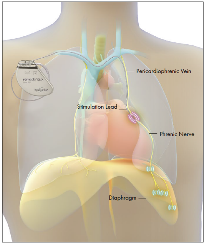 Pericardiophrenic Vein
Stimulation Lead
Phrenic Nerve
Diaphragm